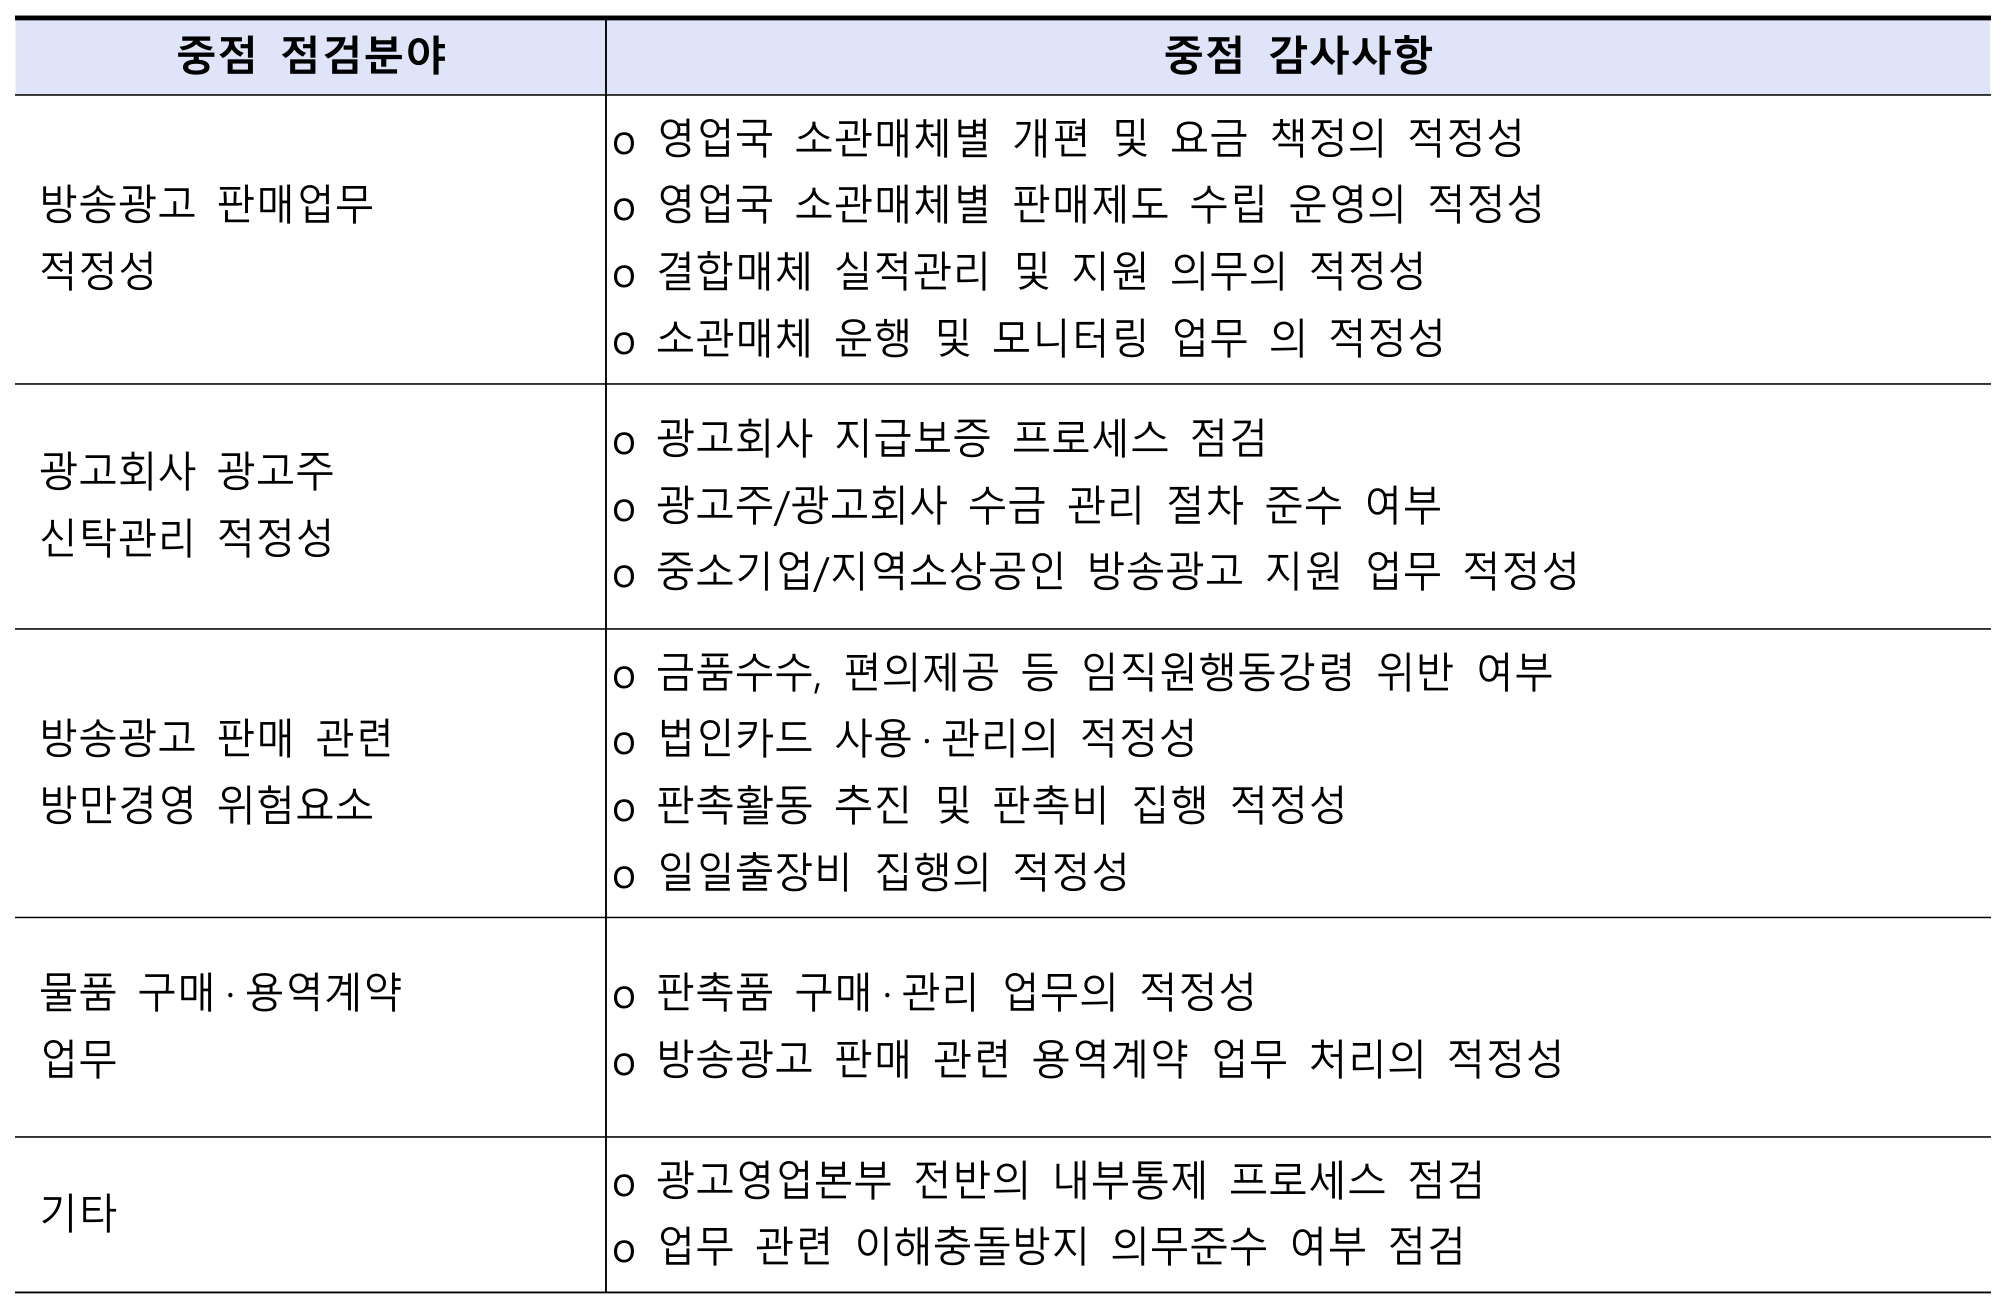 중점 점검분야
중점 감사사항
방송광고 판매업무
적정성
o 영업국 소관매체별 개편 및 요금 책정의 적정성
o 영업국 소관매체별 판매제도 수립 운영의 적정성
o 결합매체 실적관리 및 지원 의무의 적정성
o 소관매체 운행 및 모니터링 업무 의 적정성
광고회사 광고주
신탁관리 적정성
o 광고회사 지급보증 프로세스 점검
o 광고주/광고회사 수금 관리 절차 준수 여부
o 중소기업/지역소상공인 방송광고 지원 업무 적정성
방송광고 판매 관련
방만경영 위험요소
o 금품수수, 편의제공 등 임직원행동강령 위반 여부
o 법인카드 사용·관리의 적정성
o 판촉활동 추진 및 판촉비 집행 적정성
o 일일출장비 집행의 적정성
물품 구매·용역계약
업무
o 판촉품 구매·관리 업무의 적정성
o 방송광고 판매 관련 용역계약 업무 처리의 적정성
기타
o 광고영업본부 전반의 내부통제 프로세스 점검
o 업무 관련 이해충돌방지 의무준수 여부 점검